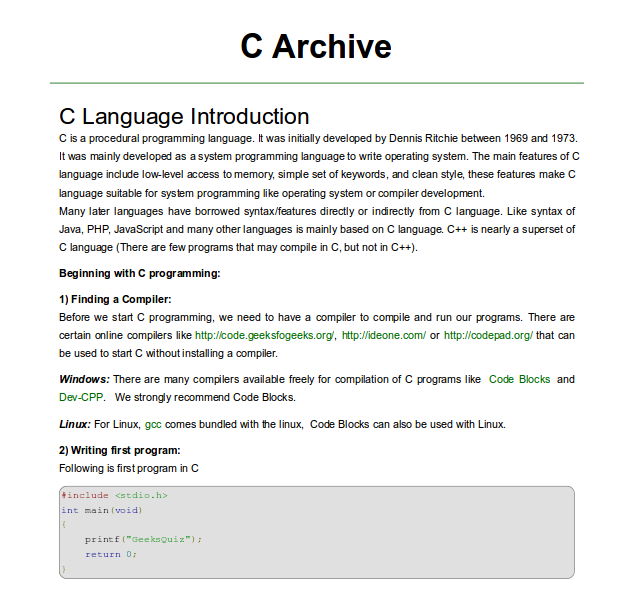 C Archive
C Language Introduction
C is a procedural programming language. It was initially developed by Dennis Ritchie between 1969 and 1973.
It was mainly developed as a system programming language to write operating system. The main features of C
language include low-level access to memory, simple set of keywords, and clean style, these features make C
language suitable for system programming like operating system or compiler development.
Many later languages have borrowed syntax/features directly or indirectly from C language. Like syntax of
Java, PHP, JavaScript and many other languages is mainly based on C language. C++ is nearly a superset of
C language (There are few programs that may compile in C, but not in C++).
Beginning with C programming:
1) Finding a Compiler:
Before we start C programming, we need to have a compiler to compile and run our programs. There are
certain online compilers like http://code.geeksfogeeks.org/, http://ideone.com/ or http://codepad.org/ that can
be used to start C without installing a compiler.
Windows: There are many compilers available freely for compilation of C programs like Code Blocks and
Dev-CPP. We strongly recommend Code Blocks.
Linux: For Linux, gcc comes bundled with the linux, Code Blocks can also be used with Linux.
2) Writing first program:
Following is first program in C
#include <stdio.h>
int main(void)
{
    printf("GeeksQuiz");
    return 0;
}